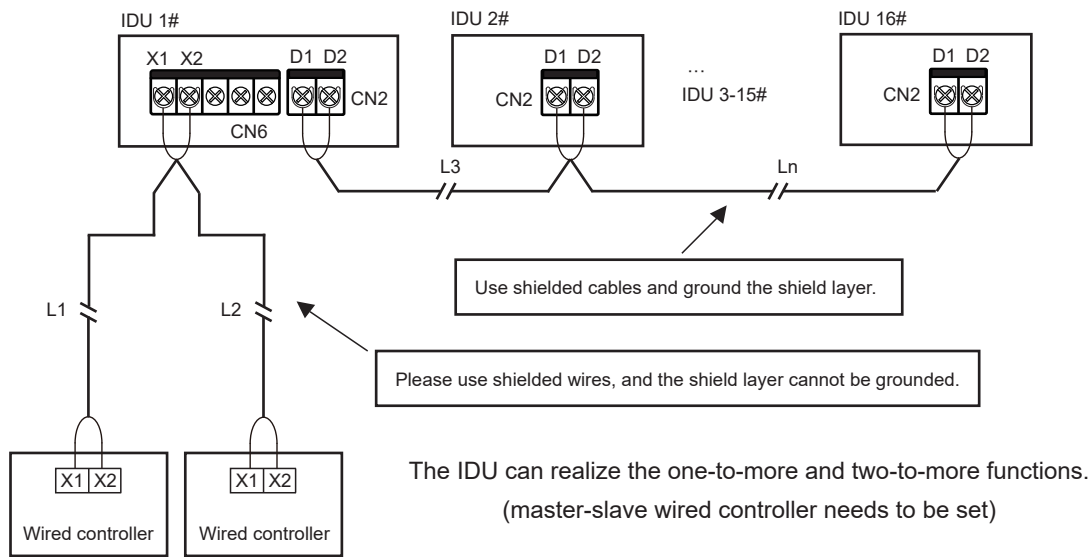 IDU 1#
IDU 2#
IDU 16#
X1 X2
D1 D2
D1 D2
D1 D2
CN2
CN2
...
IDU 3-15#
CN2
CN6
L3
Ln
Use shielded cables and ground the shield layer.
L1
L2
Please use shielded wires, and the shield layer cannot be grounded.
The IDU can realize the one-to-more and two-to-more functions.
(master-slave wired controller needs to be set)
X1 X2
X1 X2
Wired controller
Wired controller